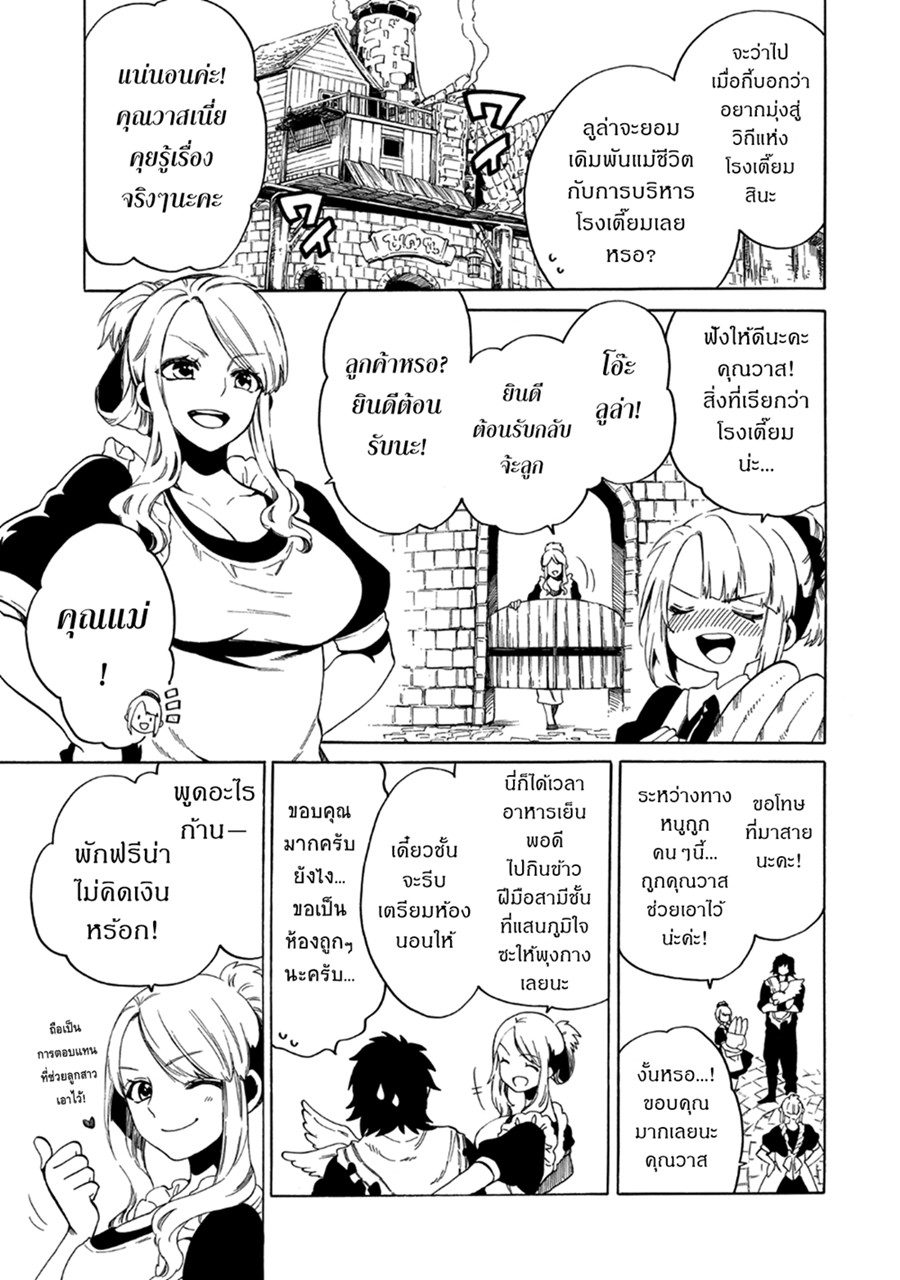 จะว่าไป
เมื่อกี้บอกว่า
อยากมุ่งสู่
วิถีแห่ง
โรงเตี๊ยม
สินะ
ลูล่าจะยอม
เดิมพันแม่ชีวิต
กับการบริหาร
โรงเตี๊ยมเลย
หรอ?
ワイ
ワイ
แน่นอนค่ะ!
คุณวาสเนี่ย
คุยรู้เรื่อง
จริงๆนะคะ
ฟังให้ดีนะคะ
คุณวาส!
สิ่งที่เรียกว่า
โรงเตี๊ยม
น่ะ...
โอ๊ะ
ลูล่า!
ยินดี
ต้อนรับกลับ
จ้ะลูก
ลูกค้าหรอ?
ยินดีต้อน
รับนะ!
คุณแม่
!
ขอโทษ
ที่มาสาย
นะคะ!
ระหว่างทาง
หนูถูก
คนๆนี้...
ถูกคุณวาส
ช่วยเอาไว้
น่ะค่ะ!
งั้นหรอ...!
ขอบคุณ
มากเลยนะ
คุณวาส
นี่ก็ได้เวลา
อาหารเย็น
พอดี
ไปกินข้าว
ฝีมือสามีชั้น
ที่แสนภูมิใจ
ซะให้พุงกาง
เลยนะ
เดี๋ยวชั้น
จะรีบ
เตรียมห้อง
นอนให้
ขอบคุณ
มากครับ
ยังไง...
ขอเป็น
ห้องถูกๆ
นะครับ...
พูดอะไร
ก้าน—
พักฟรีน่า
ไม่คิดเงิน
หร้อก!
ถือเป็น
การตอบแทน
ที่ช่วยลูกสาว
เอาไว้!